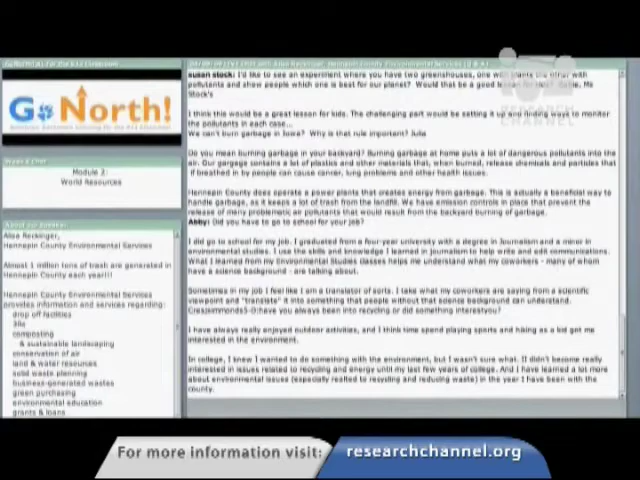 RESEARCH
CHANNEL
Go North!
Week 2 Chat
Module 2:
World Resources
About our Speaker
Alisa Reckinger,
Hennepin County Environmental Services
Almost 1 million tons of trash are generated in
Hennepin County each year!!!
Hennepin County Environmental Services
provides information and services regarding:
drop off facilities
composting
& sustainable landscaping
conservation of air
land & water resources
solid waste planning
business-generated wastes
green purchasing
environmental education
grants & loans
susan stock: I'd like to see an experiment where you have two greenshouses, one with plants the other with
pollutants and show people which one is best for our planet? Would that be a good lesson for kids? Ms
Stock's
I think this would be a great lesson for kids. The challenging part would be setting it up and finding ways to monitor
the pollutants in each case...
We can't burn garbage in Iowa? Why is that rule important? Julia
Do you mean burning garbage in your backyard? Burning garbage at home puts a lot of dangerous pollutants into the
air. Our gargage contains a lot of plastics and other materials that, when burned, release chemicals and particles that
if breathed in by people can cause cancer, lung problems and other health issues.
Hennepin County does operate a power plants that creates energy from garbage. This is actually a beneficial way to
handle garbage, as it keeps a lot of trash from the landfill. We have emission controls in place that prevent the
release of many problematic air pollutants that would result from the backyard burning of garbage.
Abby: Did you have to go to school for your job?
I did go to school for my job. I graduated from a four-year university with a degree in Journalism and a minor in
environmental studies. I use the skills and knowledge I learned in journalism to help write and edit communications.
What I learned from my Environmental Studies classes helps me understand what my coworkers - many of whom
have a science background - are talking about.
Sometimes in my job I feel like I am a translator of sorts. I take what my coworkers are saying from a scientific
viewpoint and "translate" it into something that people without that science background can understand.
have you always been into recycling or did something interestyou?
I have always really enjoyed outdoor activities, and I think time spend playing sports and hiking as a kid got me
interested in the environment.
In college, I knew I wanted to do something with the environment, but I wasn't sure what. It didn't become really
interested in issues related to recycling and energy until my last few years of college. And I have learned a lot more
about environmental issues (especially realted to recycling and reducing waste) in the year I have been with the
county.
For more information visit:
researchchannel.org